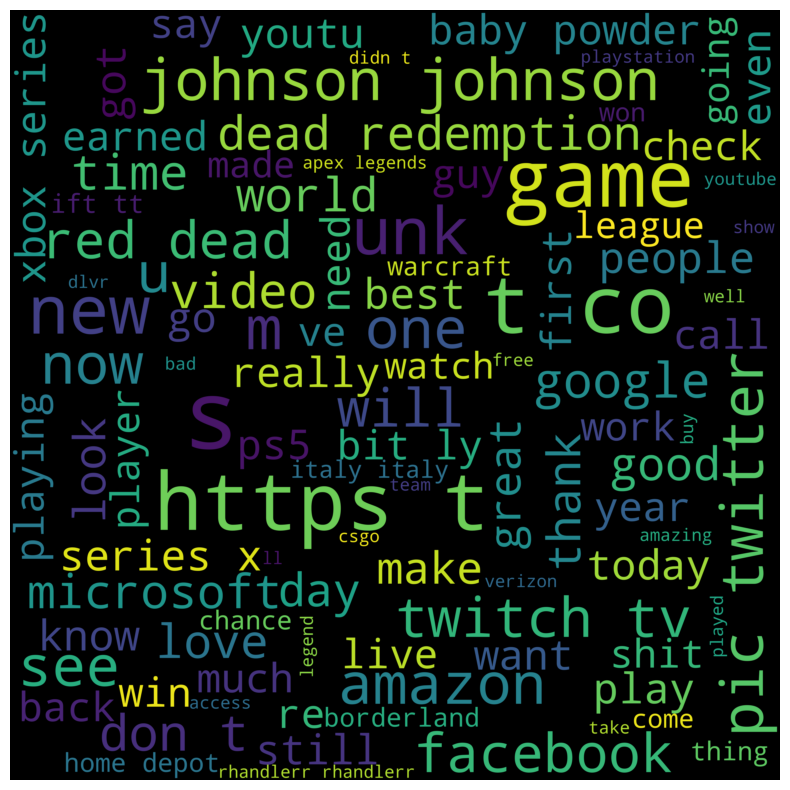 say
youtu
baby powder
going
even
xbox series
got
didn t
playstation
johnson johnson
won
earned
dead redemption
check
time
made
apex legends
guy
game
youtube
ift tt
world
unk
league
show
red dead
need
u
warcraft
first
people
dlvr
new
video
best
t co
well
go
m
ve
one
call
now
bad
really
watch
free
google
pic twitter
playing
look
player
s
will
ps5
bit ly
great
thank
work
buy
italy italy
team
good
https t
year
csgo
amazing
series x
ll
make
today
verizon
microsoft
day
chance
legend
twitch tv
played
know
love
live
want
shit
see
much
access
amazon
play
win
back
re
borderland
take
come
don t
still
facebook
thing
home depot
rhandlerr rhandlerr